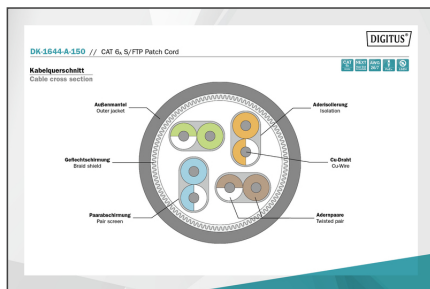 DIGITUS®
DK-1644-A-150 // CAT 6A S/FTP Patch Cord
Kabelquerschnitt
Cable cross section
Außenmantel
Outer jacket
Aderisolierung
Isolation
Geflechtschirmung
Braid shield
Cu-Draht
Cu-Wire
Paarabschirmung
Pair screen
Adernpaare
Twisted pair